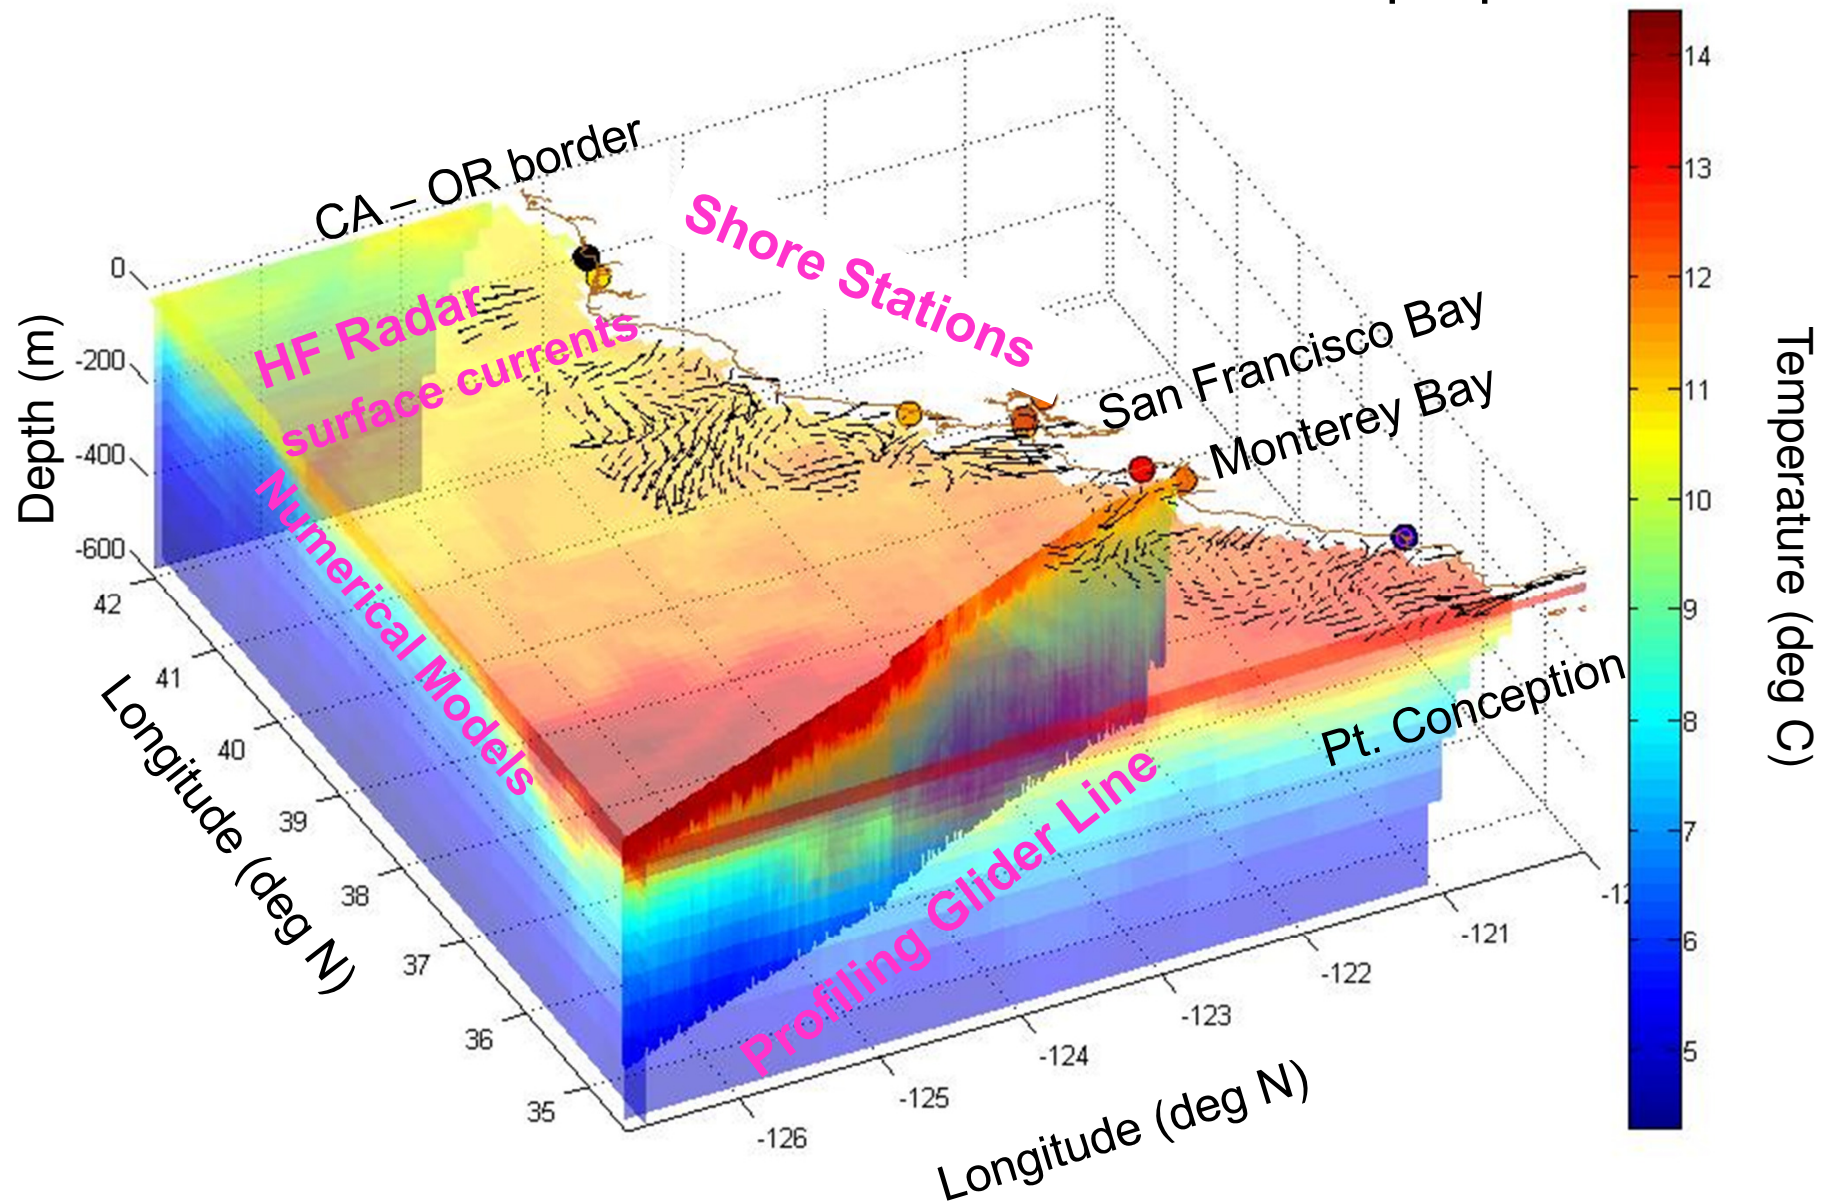 CA – OR border
Shore Stations
HF Radar
surface currents
San Francisco Bay
Monterey Bay
Numerical Models
Pt. Conception
Profiling Glider Line
Depth (m)
0
-200
-400
-600
42
41
40
39
38
37
36
35
Longitude (deg N)
-126
-125
-124
-123
-122
-121
Longitude (deg N)
14
13
12
11
10
9
8
7
6
5
Temperature (deg C)